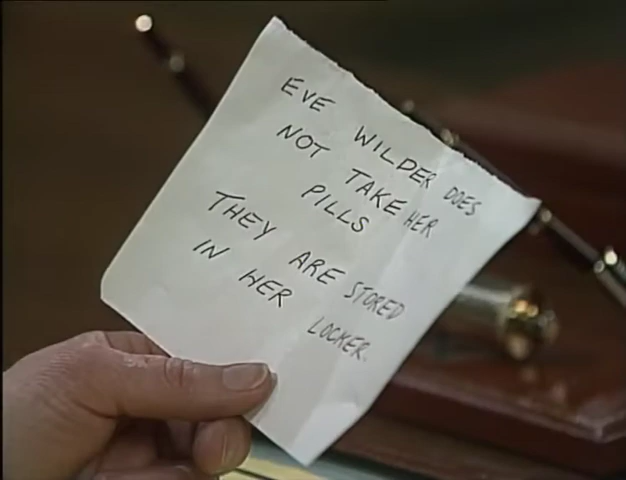 EVE WILDER DOES
NOT TAKE HER
PILLS
THEY ARE STORED
IN HER LOCKER.